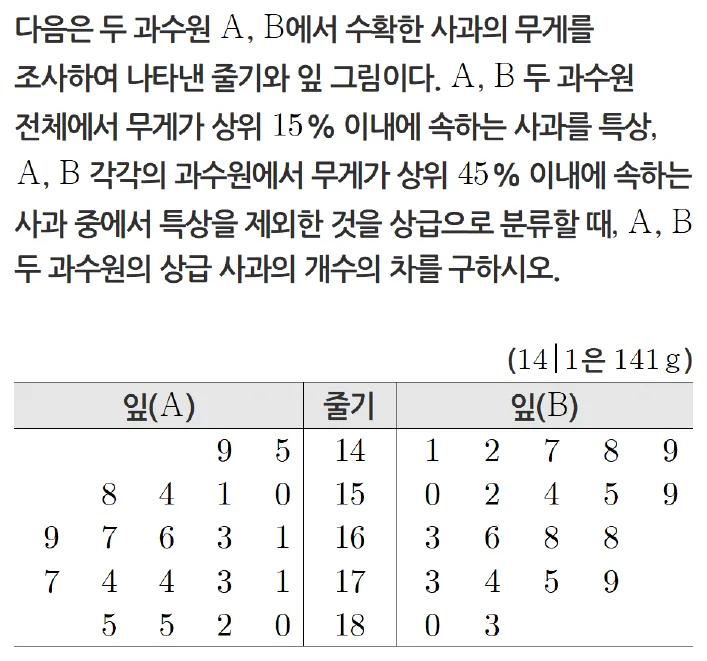 다음은 두 과수원 A, B에서 수확한 사과의 무게를
조사하여 나타낸 줄기와 잎 그림이다. A, B 두 과수원
전체에서 무게가 상위 15% 이내에 속하는 사과를 특상,
A, B 각각의 과수원에서 무게가 상위 45% 이내에 속하는
사과 중에서 특상을 제외한 것을 상급으로 분류할 때, A, B
두 과수원의 상급 사과의 개수의 차를 구하시오.
(14|1은 141 g)
잎(A) 줄기 잎(B)
9 5 14 1 2 7 8 9
8 4 1 0 15 0 2 4 5 9
9 7 6 3 1 16 3 6 8 8
7 4 4 3 1 17 3 4 5 9
5 5 2 0 18 0 3